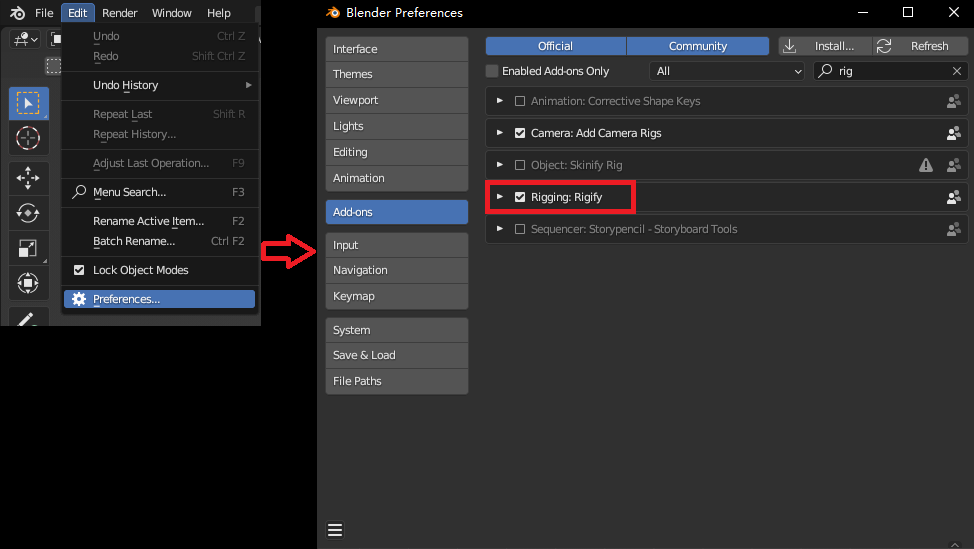 File Edit Render Window Help
Undo Ctrl Z
Redo Shift Ctrl Z
Undo History
Repeat Last Shift R
Repeat History...
Adjust Last Operation... F9
Menu Search... F3
Rename Active Item... F2
Batch Rename... Ctrl F2
Lock Object Modes
Preferences...
Blender Preferences
Interface
Themes
Viewport
Lights
Editing
Animation
Add-ons
Input
Navigation
Keymap
System
Save & Load
File Paths
Official Community Install... Refresh
Enabled Add-ons Only All rig
Animation: Corrective Shape Keys
Camera: Add Camera Rigs
Object: Skinify Rig
Rigging: Rigify
Sequencer: Storypencil - Storyboard Tools